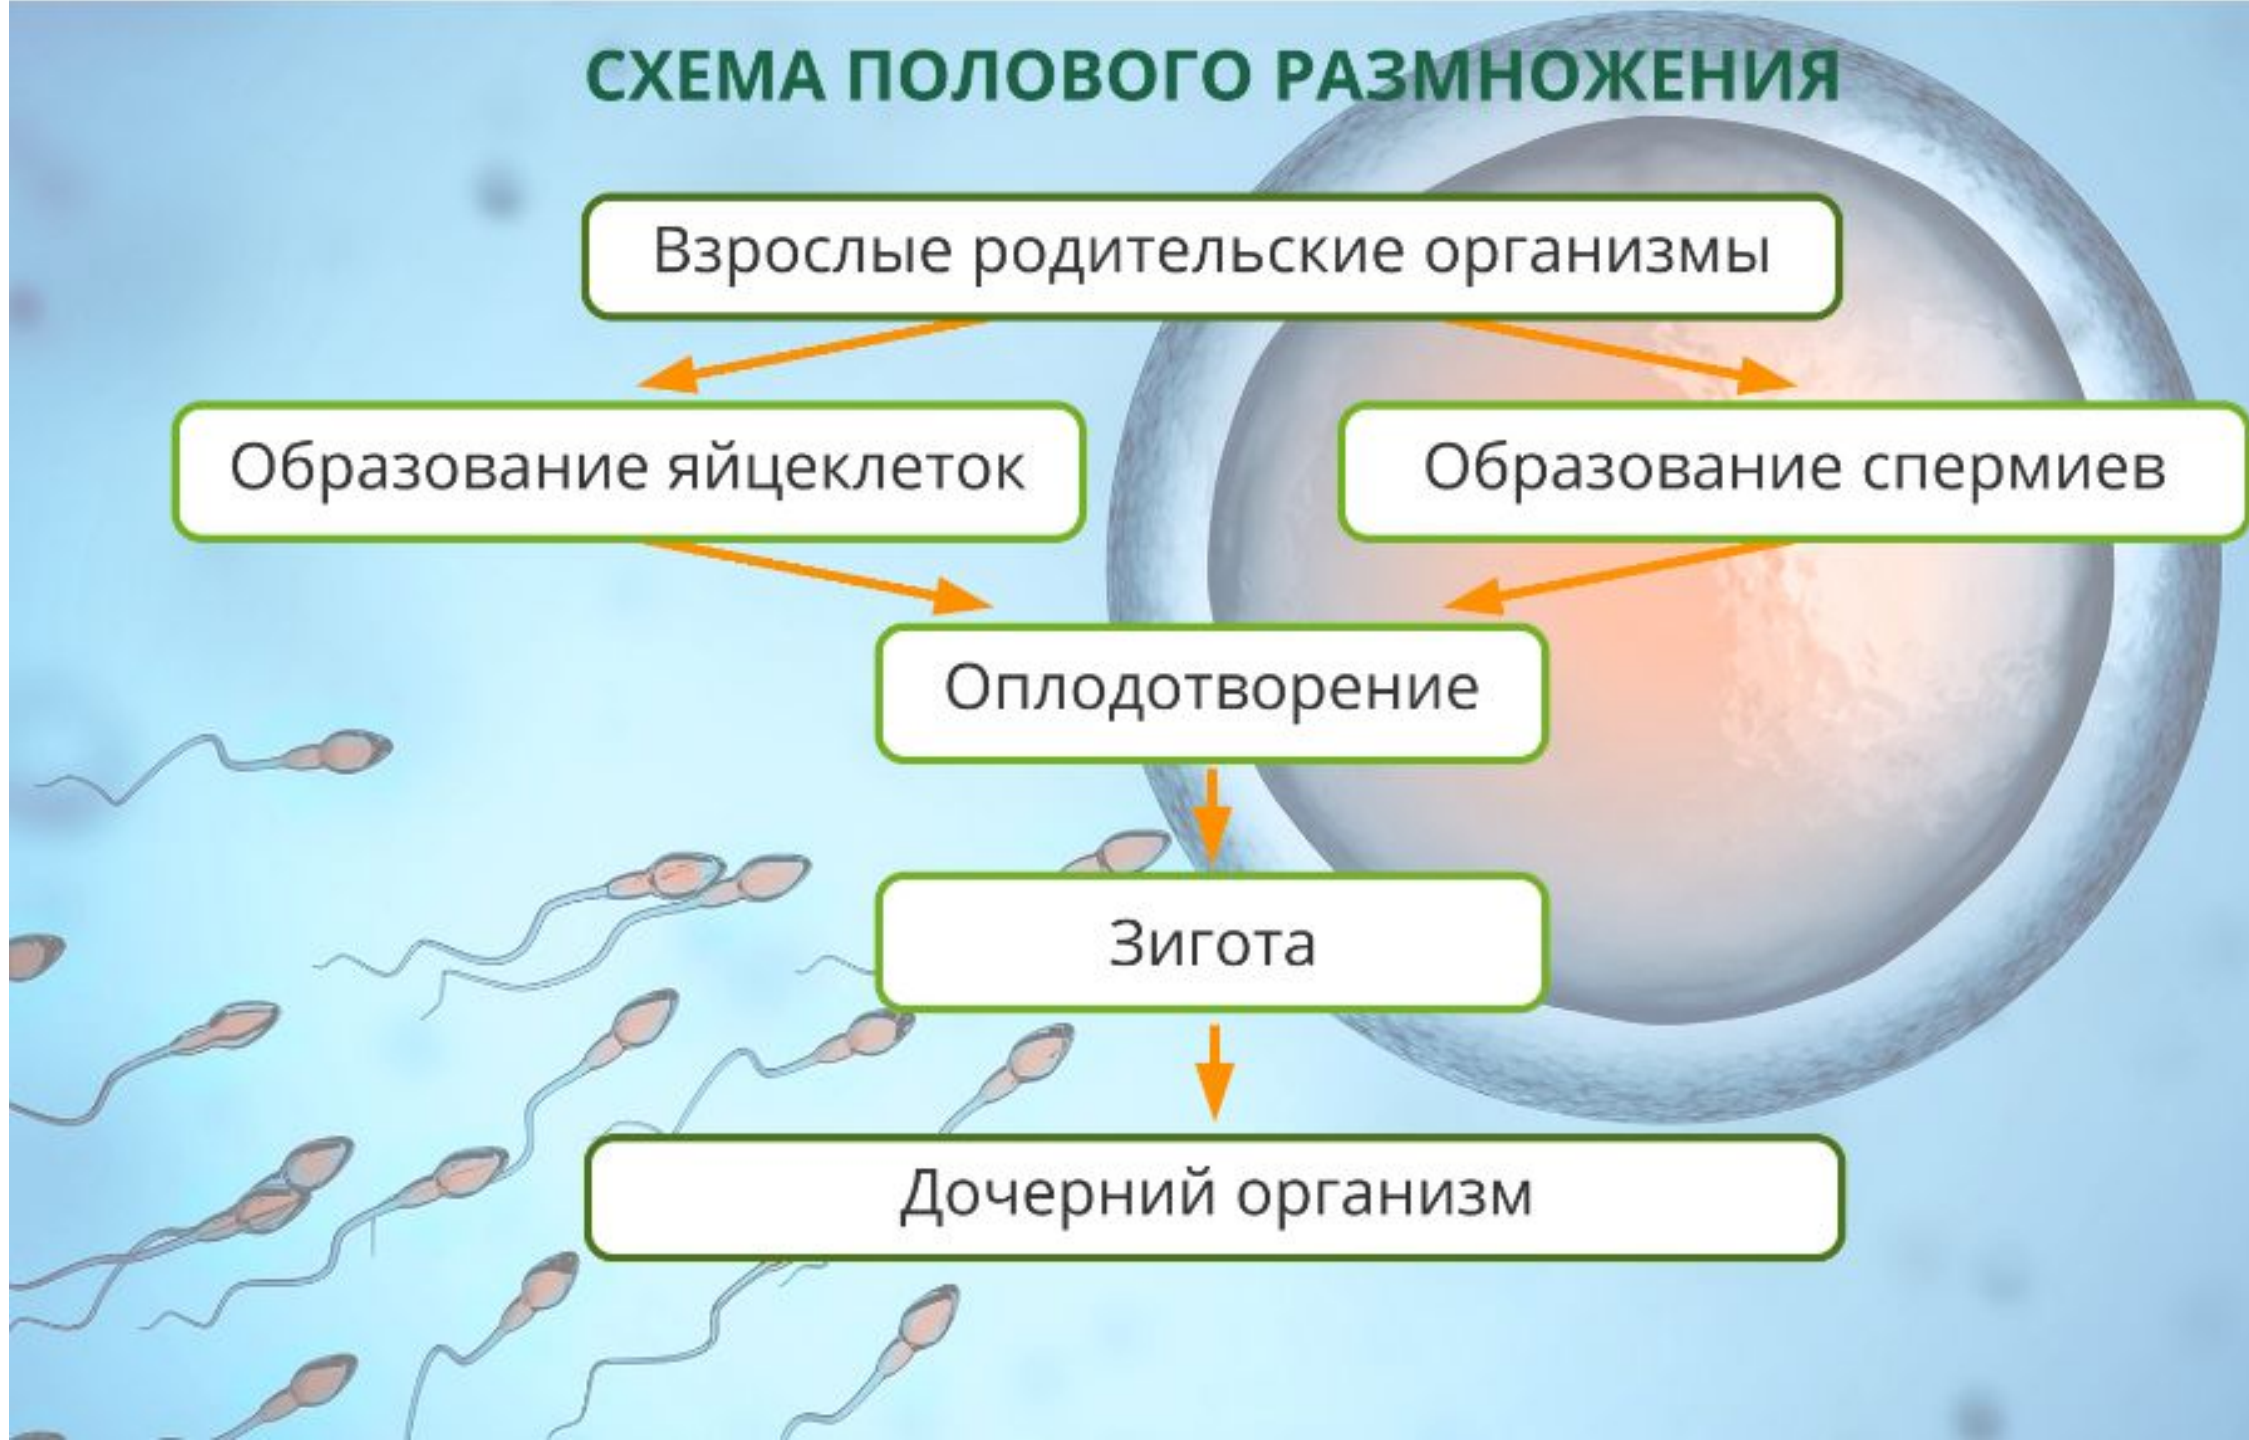 СХЕМА ПОЛОВОГО РАЗМНОЖЕНИЯ
Взрослые родительские организмы
Образование яйцеклеток
Образование спермиев
Оплодотворение
Зигота
Дочерний организм